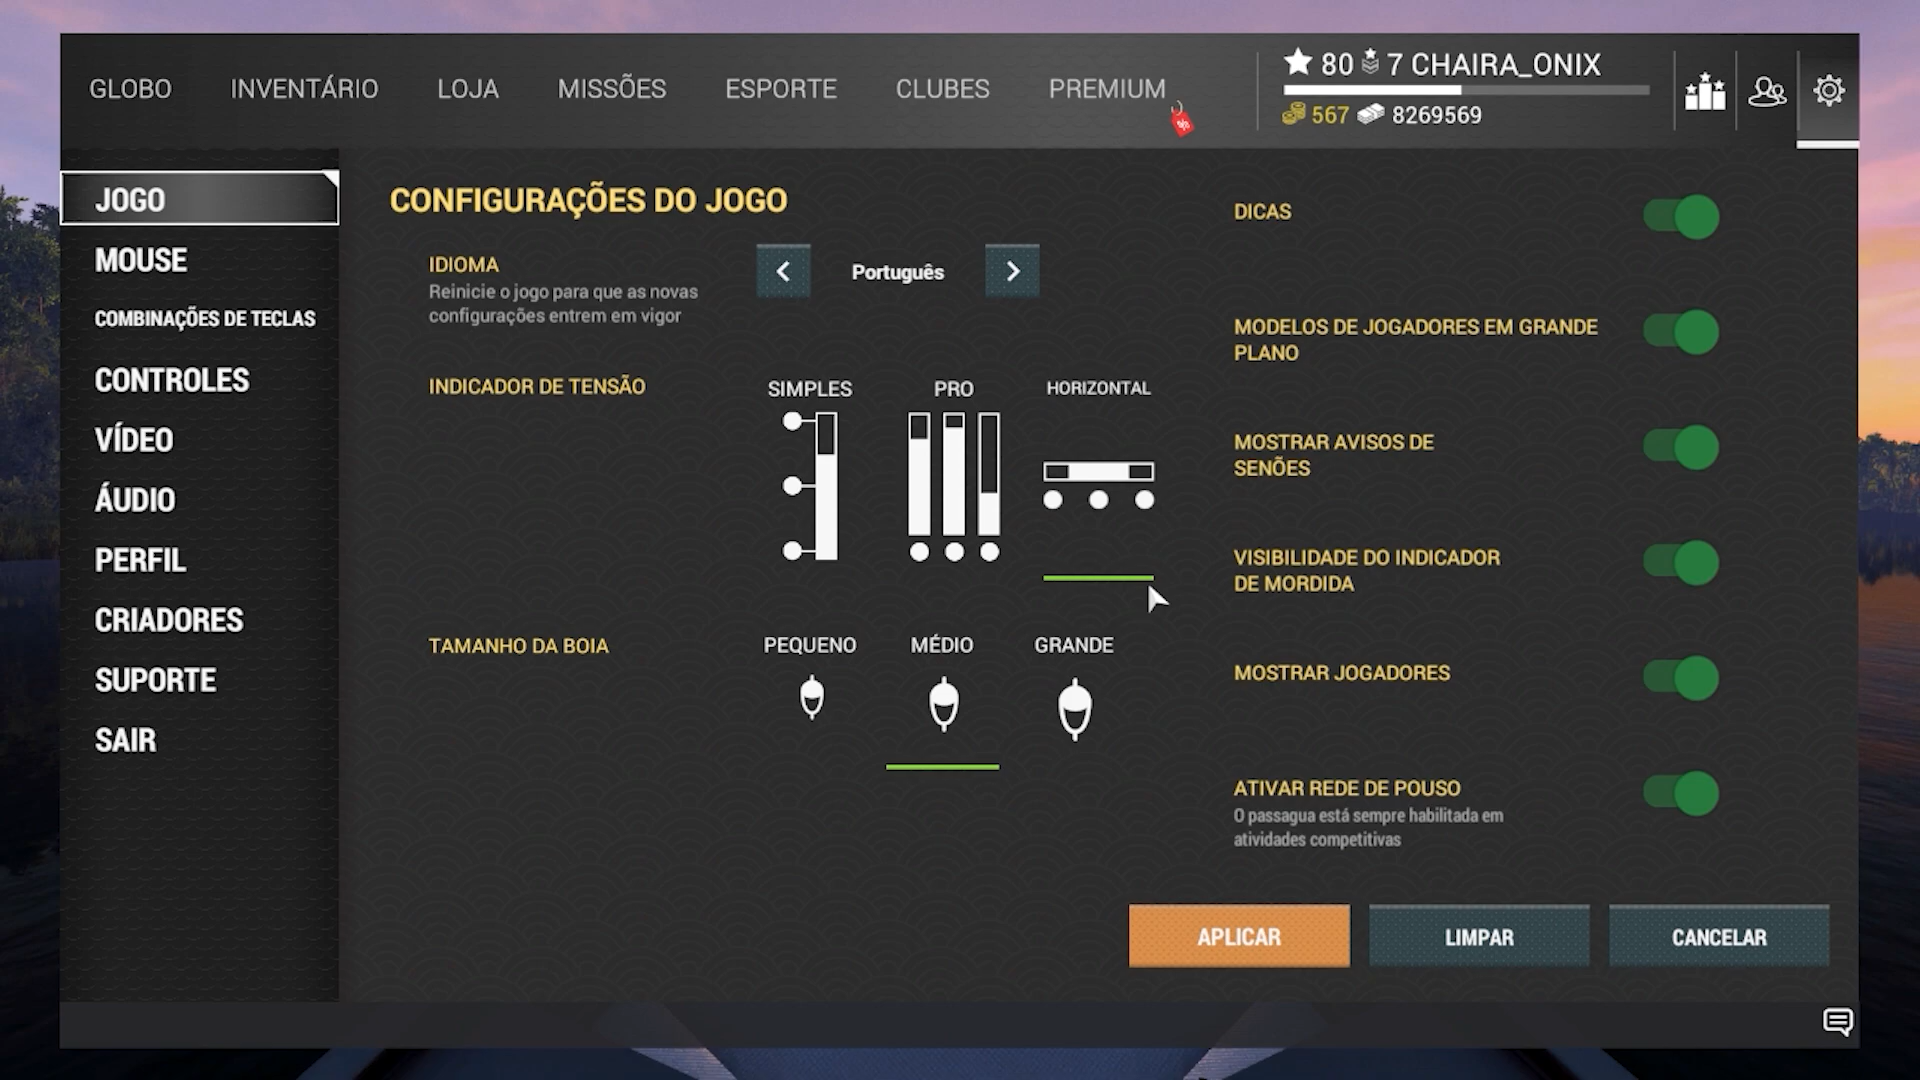 GLOBO INVENTÁRIO LOJA MISSÕES ESPORTE CLUBES PREMIUM
%
80 7 CHAIRA_ONIX
567 8269569
JOGO
MOUSE
COMBINAÇÕES DE TECLAS
CONTROLES
VÍDEO
ÁUDIO
PERFIL
CRIADORES
SUPORTE
SAIR
CONFIGURAÇÕES DO JOGO
IDIOMA
Reinicie o jogo para que as novas
configurações entrem em vigor
Português
INDICADOR DE TENSÃO
SIMPLES PRO HORIZONTAL
TAMANHO DA BOIA
PEQUENO MÉDIO GRANDE
DICAS
MODELOS DE JOGADORES EM GRANDE
PLANO
MOSTRAR AVISOS DE
SENÕES
VISIBILIDADE DO INDICADOR
DE MORDIDA
MOSTRAR JOGADORES
ATIVAR REDE DE POUSO
O passagua está sempre habilitada em
atividades competitivas
APLICAR LIMPAR CANCELAR